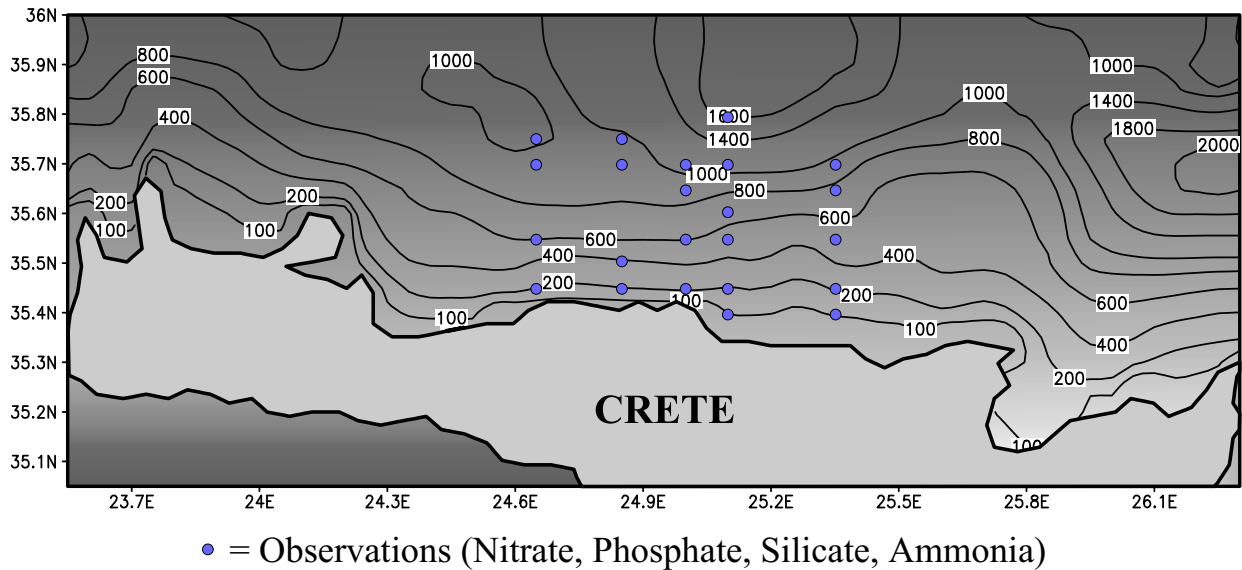 36N
35.9N
35.8N
35.7N
35.6N
35.5N
35.4N
35.3N
35.2N
35.1N
800
1000
1000
600
1000
400
1600
1400
1400
1800
800
2000
1000
800
200
200
600
100
100
600
400
400
200
200
100
600
100
100
400
200
CRETE
100
23.7E 24E 24.3E 24.6E 24.9E 25.2E 25.5E 25.8E 26.1E
= Observations (Nitrate, Phosphate, Silicate, Ammonia)